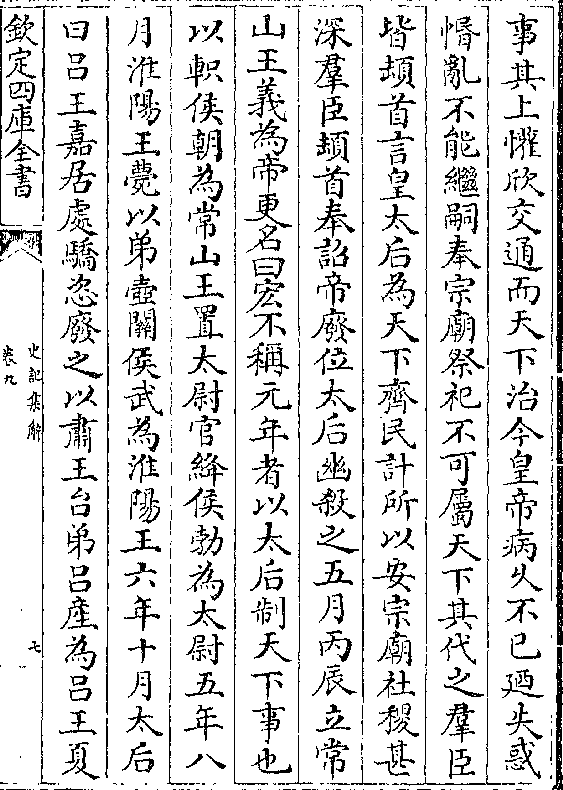 事其上懽欣交通而天下治今皇帝病久不已廼失惑
惛亂不能繼嗣奉宗廟祭祀不可屬天下其代之羣臣
皆頓首言皇太后為天下齊民計所以安宗廟社稷甚
深羣臣頓首奉詔帝廢位太后幽殺之五月丙辰立常
山王義為帝更名曰宏不稱元年者以太后制天下事也
以軹侯朝為常山王置太尉官絳侯勃為太尉五年八
月淮陽王薨以弟壺關侯武為淮陽王六年十月太后
曰呂王嘉居處驕恣廢之以肅王台弟呂產為呂王夏
欽定四庫全書
史記集解
卷九
七